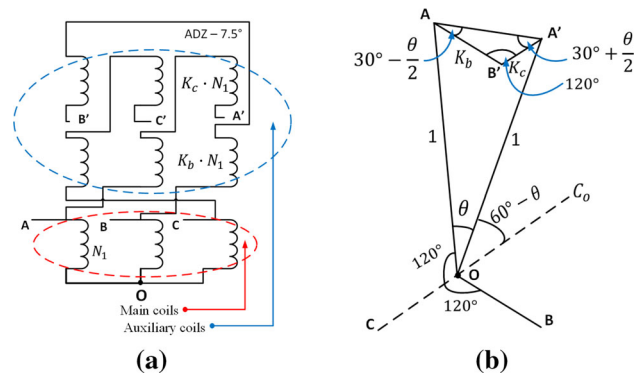 ADZ – 7.5°
K_c · N_1
B' C' A'
K_b · N_1
A B C
N_1
O
Main coils
Auxiliary coils
(a)
A A'
30° − θ/2
K_b B' K_c
30° + θ/2
120°
1 1
C_o
θ 60° − θ
120°
O
120°
C B
(b)